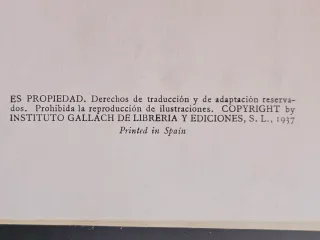 ES PROPIEDAD. Derechos de traducción y de adaptación reserva-
dos. Prohibida la reproducción de ilustraciones. COPYRIGHT by
INSTITUTO GALLACH DE LIBRERIA Y EDICIONES, S. L., 1937
Printed in Spain